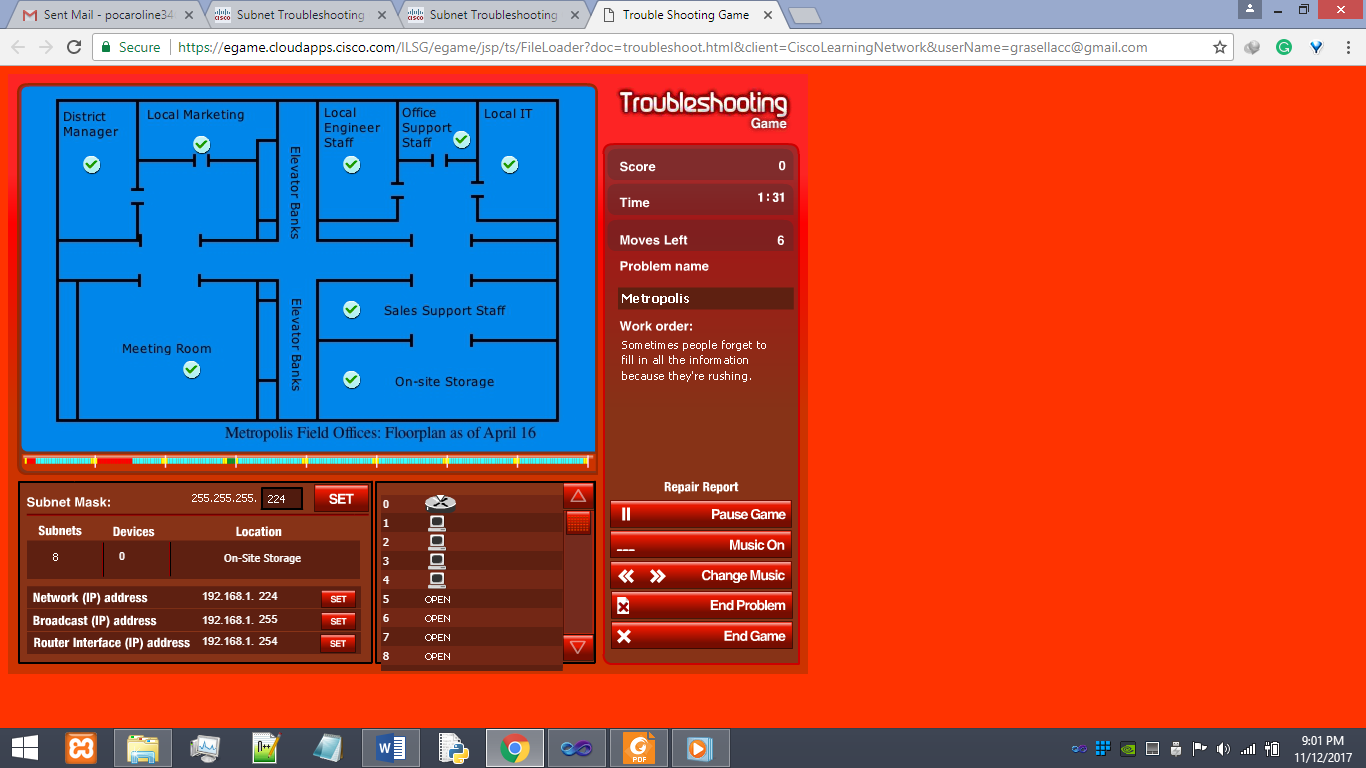 Sent Mail - pocaroline34
Subnet Troubleshooting
Subnet Troubleshooting
Trouble Shooting Game
Secure
https://egame.cloudapps.cisco.com/ILSG/egame/jsp/ts/FileLoader?doc=troubleshoot.html&client=CiscoLearningNetwork&userName=grasellacc@gmail.com
District
Manager
Local Marketing
Elevator Banks
Local
Engineer
Staff
Office
Support
Staff
Local IT
Meeting Room
Elevator Banks
Sales Support Staff
On-site Storage
Metropolis Field Offices: Floorplan as of April 16
Troubleshooting
Game
Score 0
Time 1:31
Moves Left 6
Problem name
Metropolis
Work order:
Sometimes people forget to
fill in all the information
because they're rushing.
Repair Report
Pause Game
Music On
Change Music
End Problem
End Game
Subnet Mask: 255.255.255. 224 SET
Subnets Devices Location
8 0 On-Site Storage
Network (IP) address 192.168.1. 224 SET
Broadcast (IP) address 192.168.1. 255 SET
Router Interface (IP) address 192.168.1. 254 SET
0
1
2
3
4
5 OPEN
6 OPEN
7 OPEN
8 OPEN
9:01 PM
11/12/2017